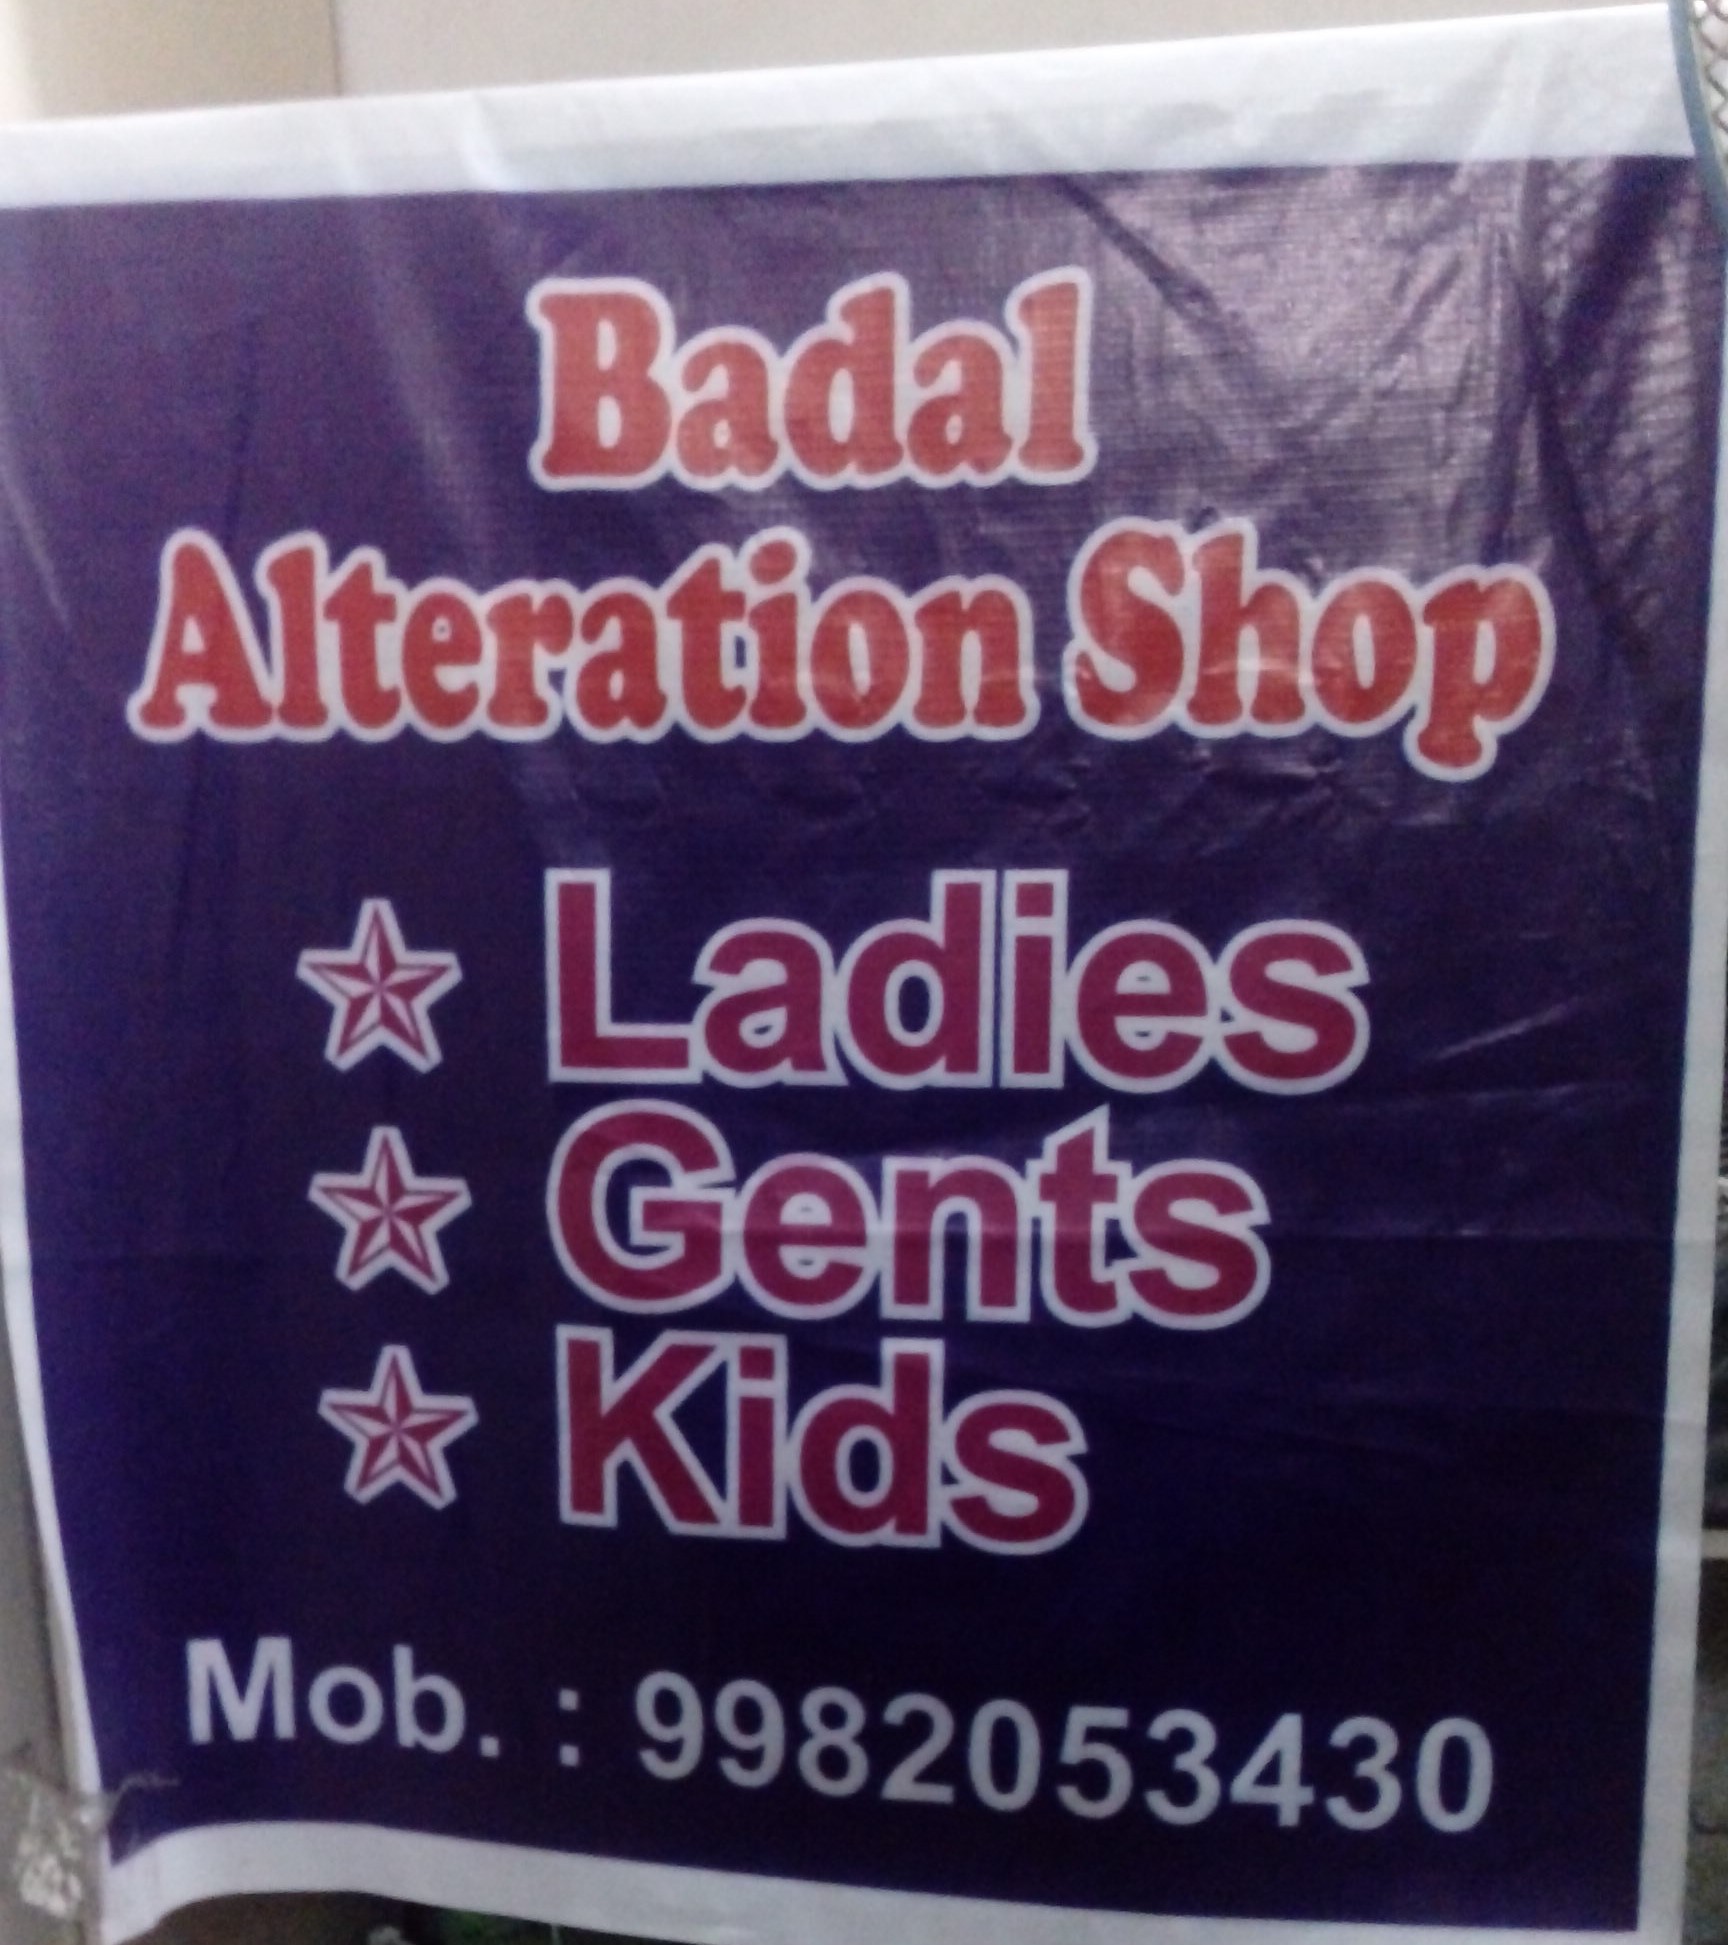 Badal
Alteration Shop
Ladies
Gents
Kids
Mob. : 9982053430